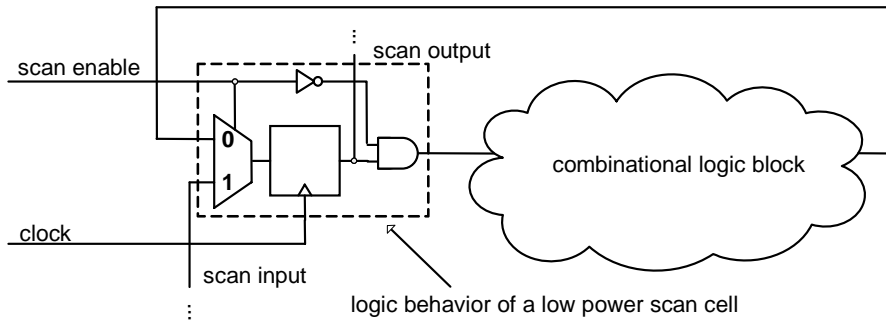 ⋮
scan output
scan enable
0
combinational logic block
1
clock
scan input
⋮
logic behavior of a low power scan cell